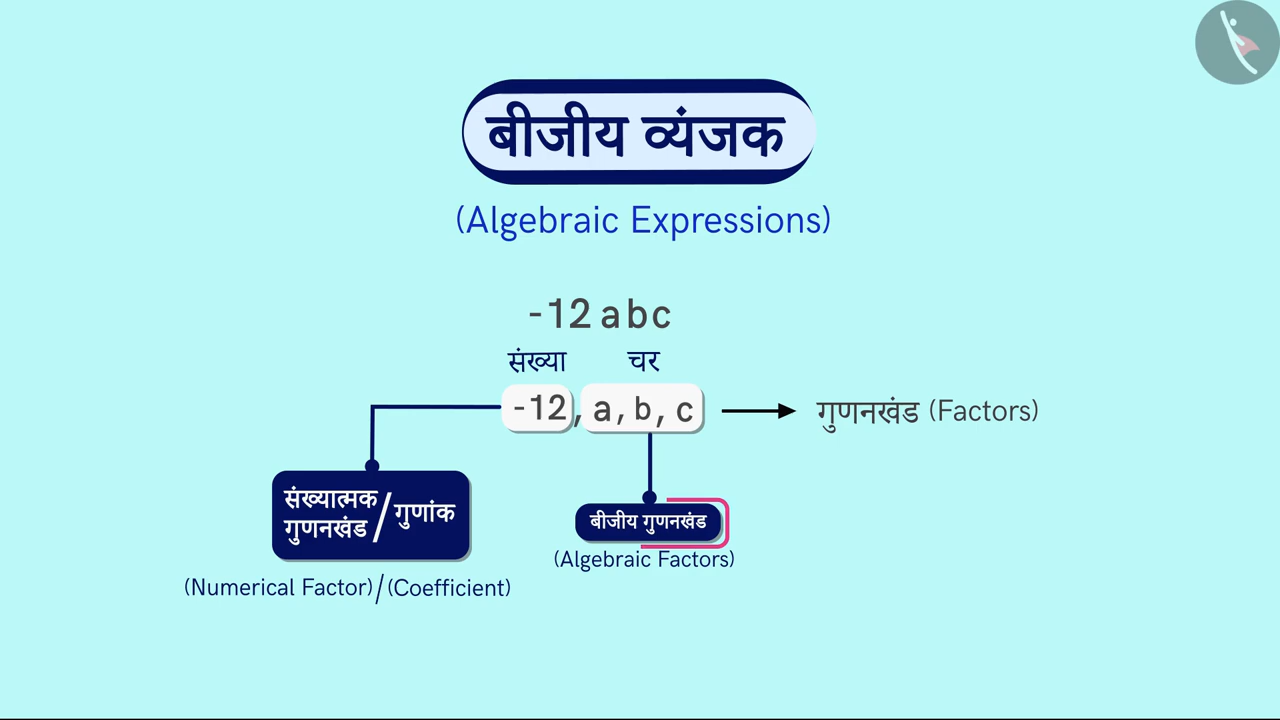 बीजीय व्यंजक
(Algebraic Expressions)
-12 abc
संख्या चर
-12, a, b, c → गुणनखंड (Factors)
संख्यात्मक गुणनखंड / गुणांक
बीजीय गुणनखंड
(Algebraic Factors)
(Numerical Factor)/(Coefficient)